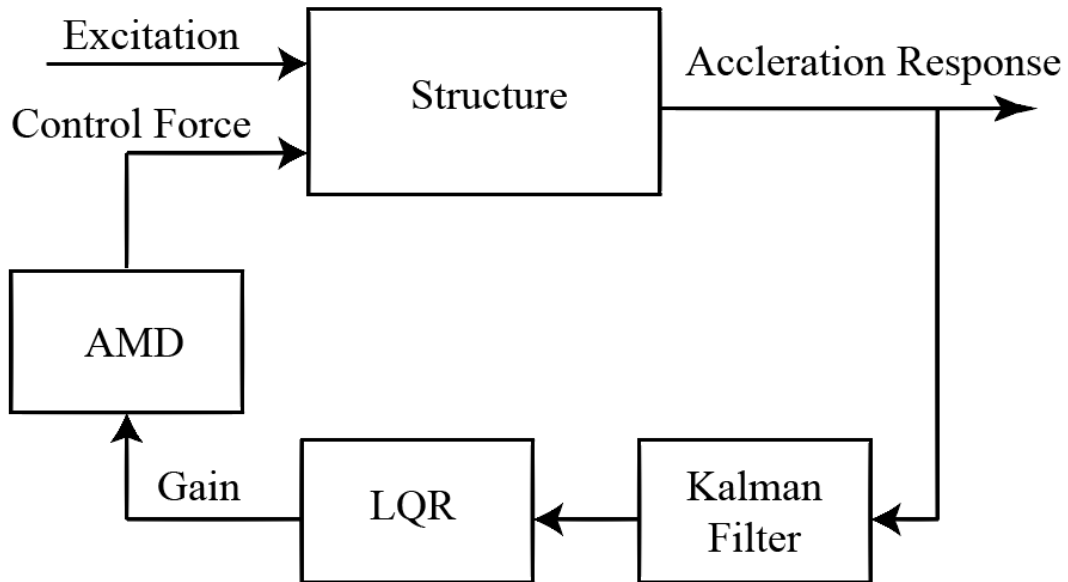 Excitation
Accleration Response
Structure
Control Force
AMD
Gain
LQR
Kalman
Filter